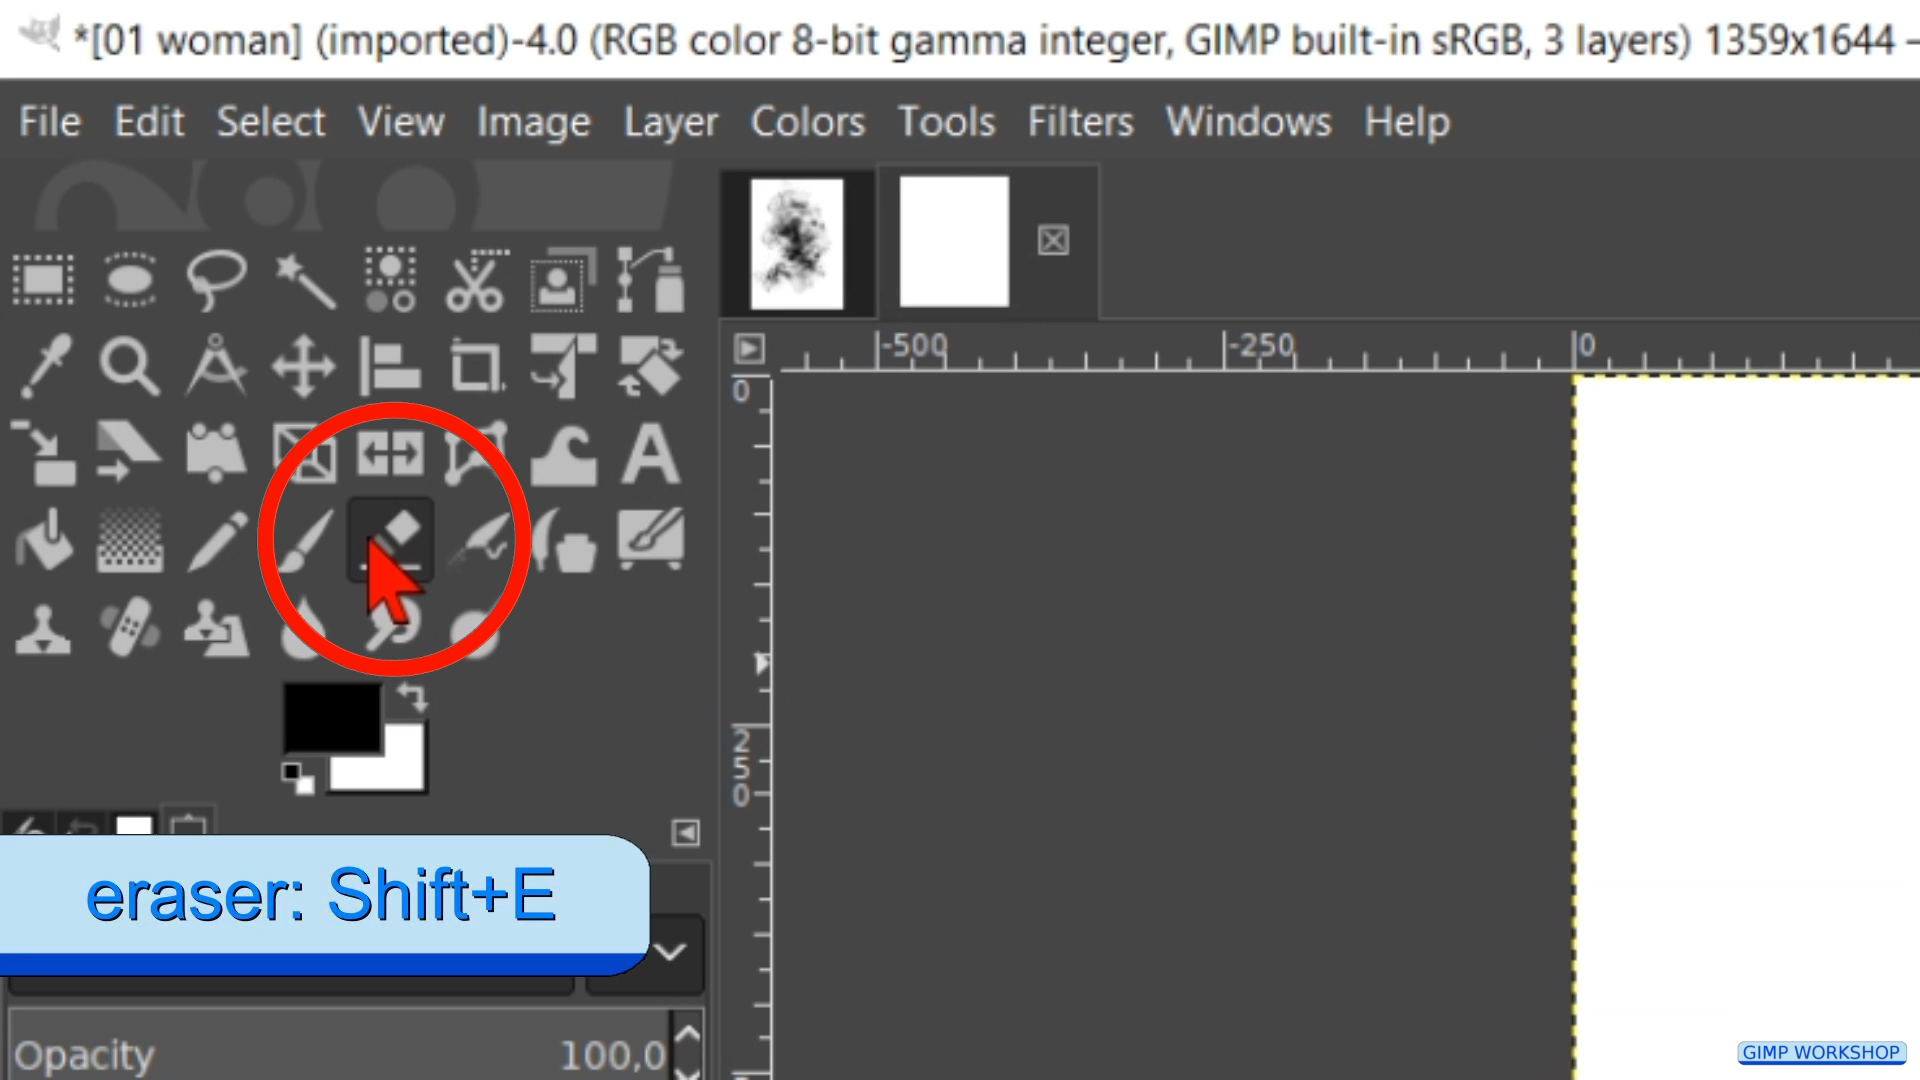 *[01 woman] (imported)-4.0 (RGB color 8-bit gamma integer, GIMP built-in sRGB, 3 layers) 1359x1644 –
File Edit Select View Image Layer Colors Tools Filters Windows Help
-500 -250 0
0
250
eraser: Shift+E
Opacity 100,0
GIMP WORKSHOP